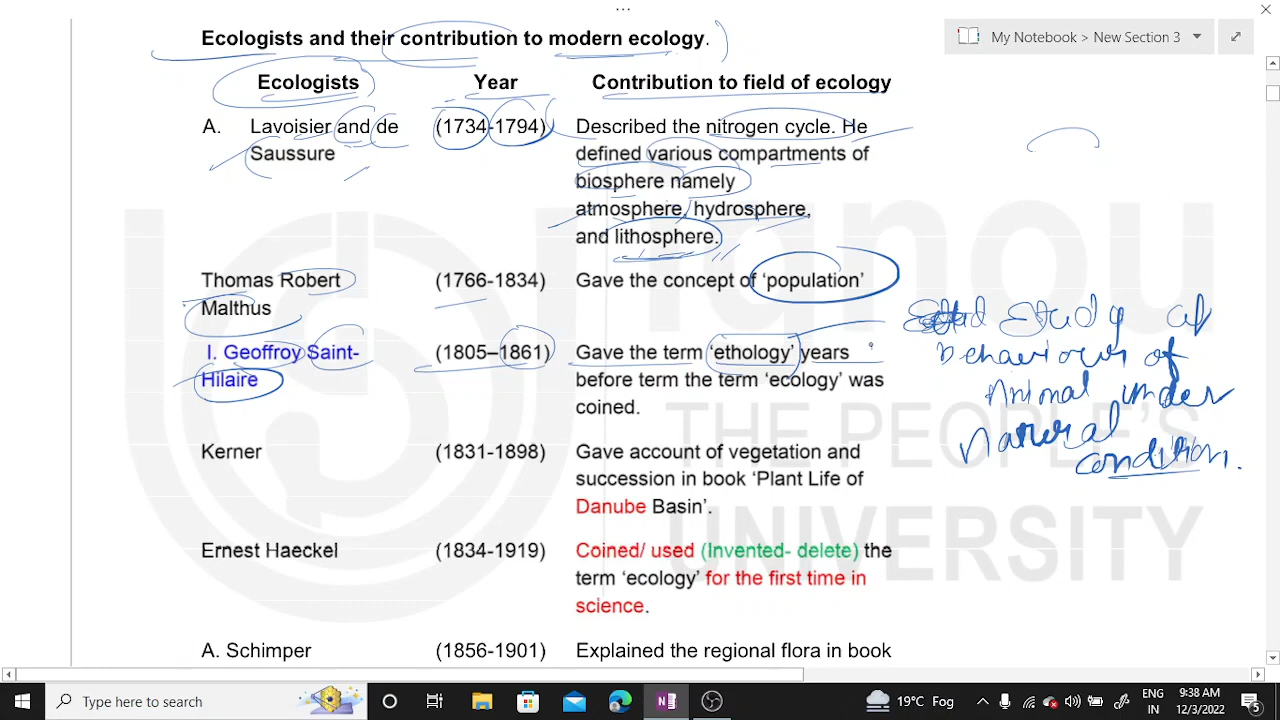 My Notebook > New Section 3
Ecologists and their contribution to modern ecology.
Ecologists Year Contribution to field of ecology
A. Lavoisier and de (1734-1794) Described the nitrogen cycle. He
Saussure defined various compartments of
biosphere namely
atmosphere, hydrosphere,
and lithosphere.
Thomas Robert (1766-1834) Gave the concept of 'population'
Malthus
I. Geoffroy Saint- (1805–1861) Gave the term 'ethology' years
Hilaire before term the term 'ecology' was
coined.
Study of
behaviour of
Animal under
Natural
condition.
Kerner (1831-1898) Gave account of vegetation and
succession in book 'Plant Life of
Danube Basin'.
Ernest Haeckel (1834-1919) Coined/ used (Invented- delete) the
term 'ecology' for the first time in
science.
A. Schimper (1856-1901) Explained the regional flora in book
THE PEOPLE'S
UNIVERSITY
Type here to search
19°C Fog
ENG
IN
9:38 AM
12/3/2022
5